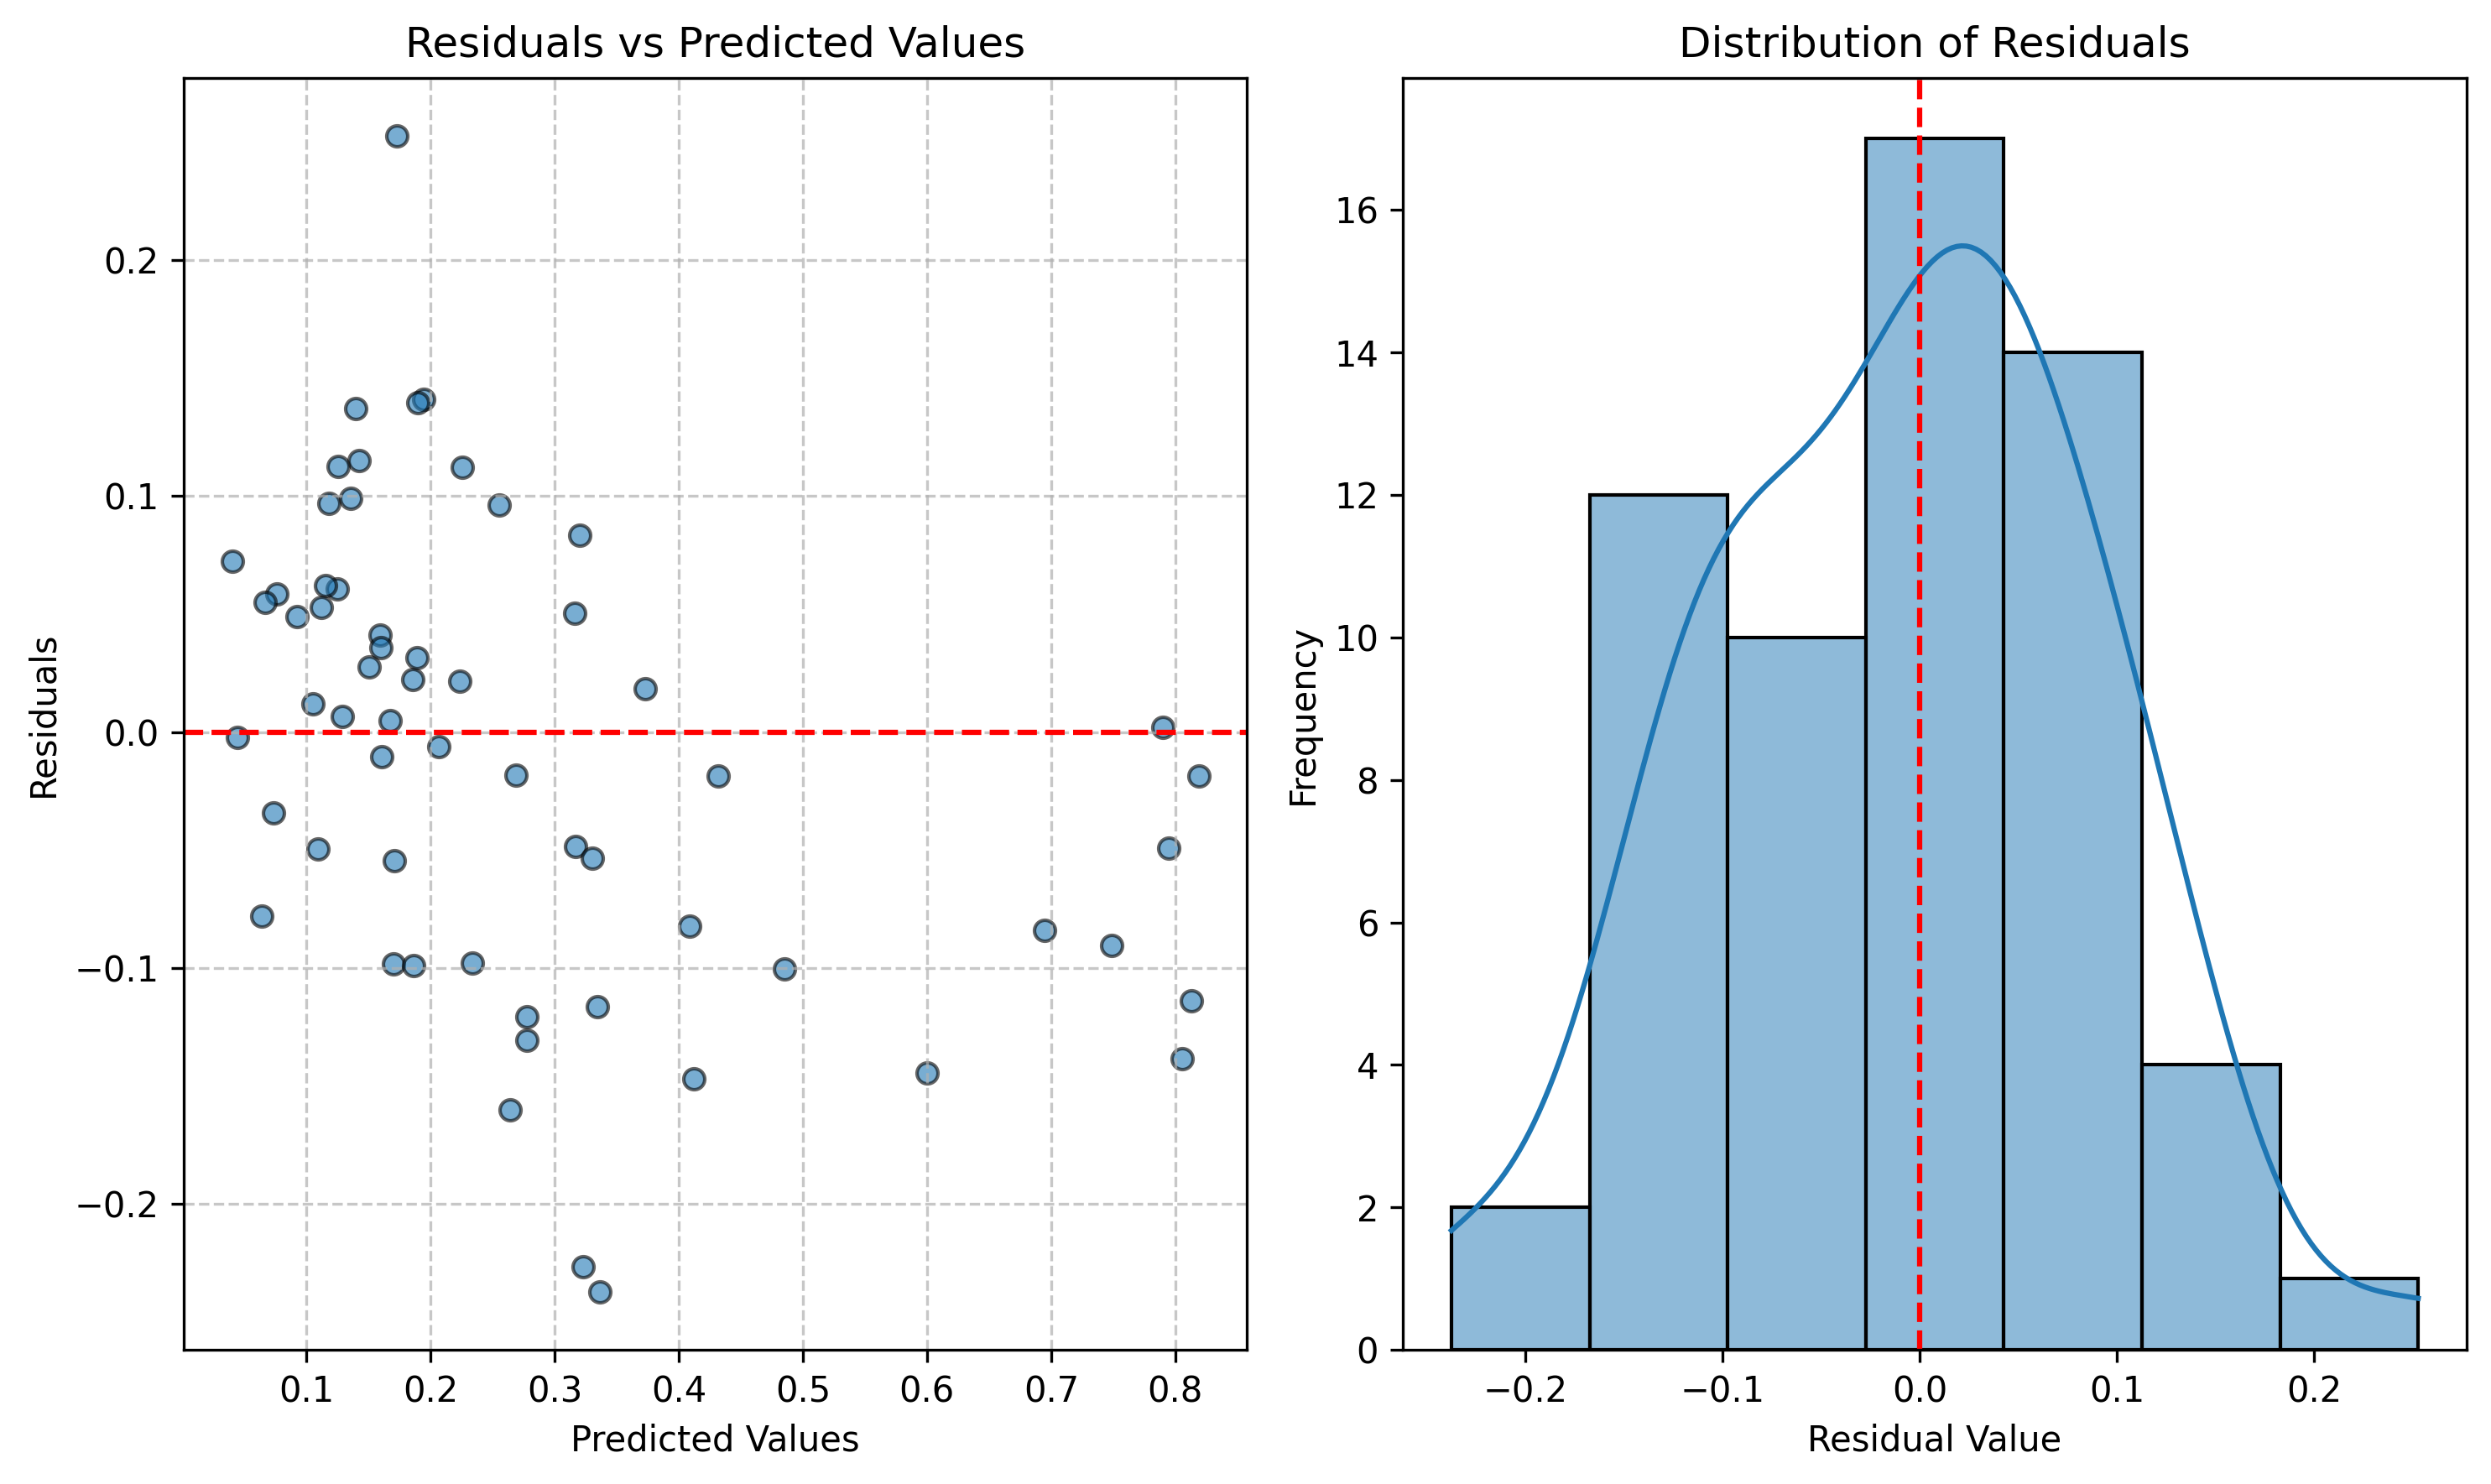 Residuals vs Predicted Values
Residuals
0.2
0.1
0.0
−0.1
−0.2
0.1 0.2 0.3 0.4 0.5 0.6 0.7 0.8
Predicted Values
Distribution of Residuals
Frequency
16
14
12
10
8
6
4
2
0
−0.2 −0.1 0.0 0.1 0.2
Residual Value